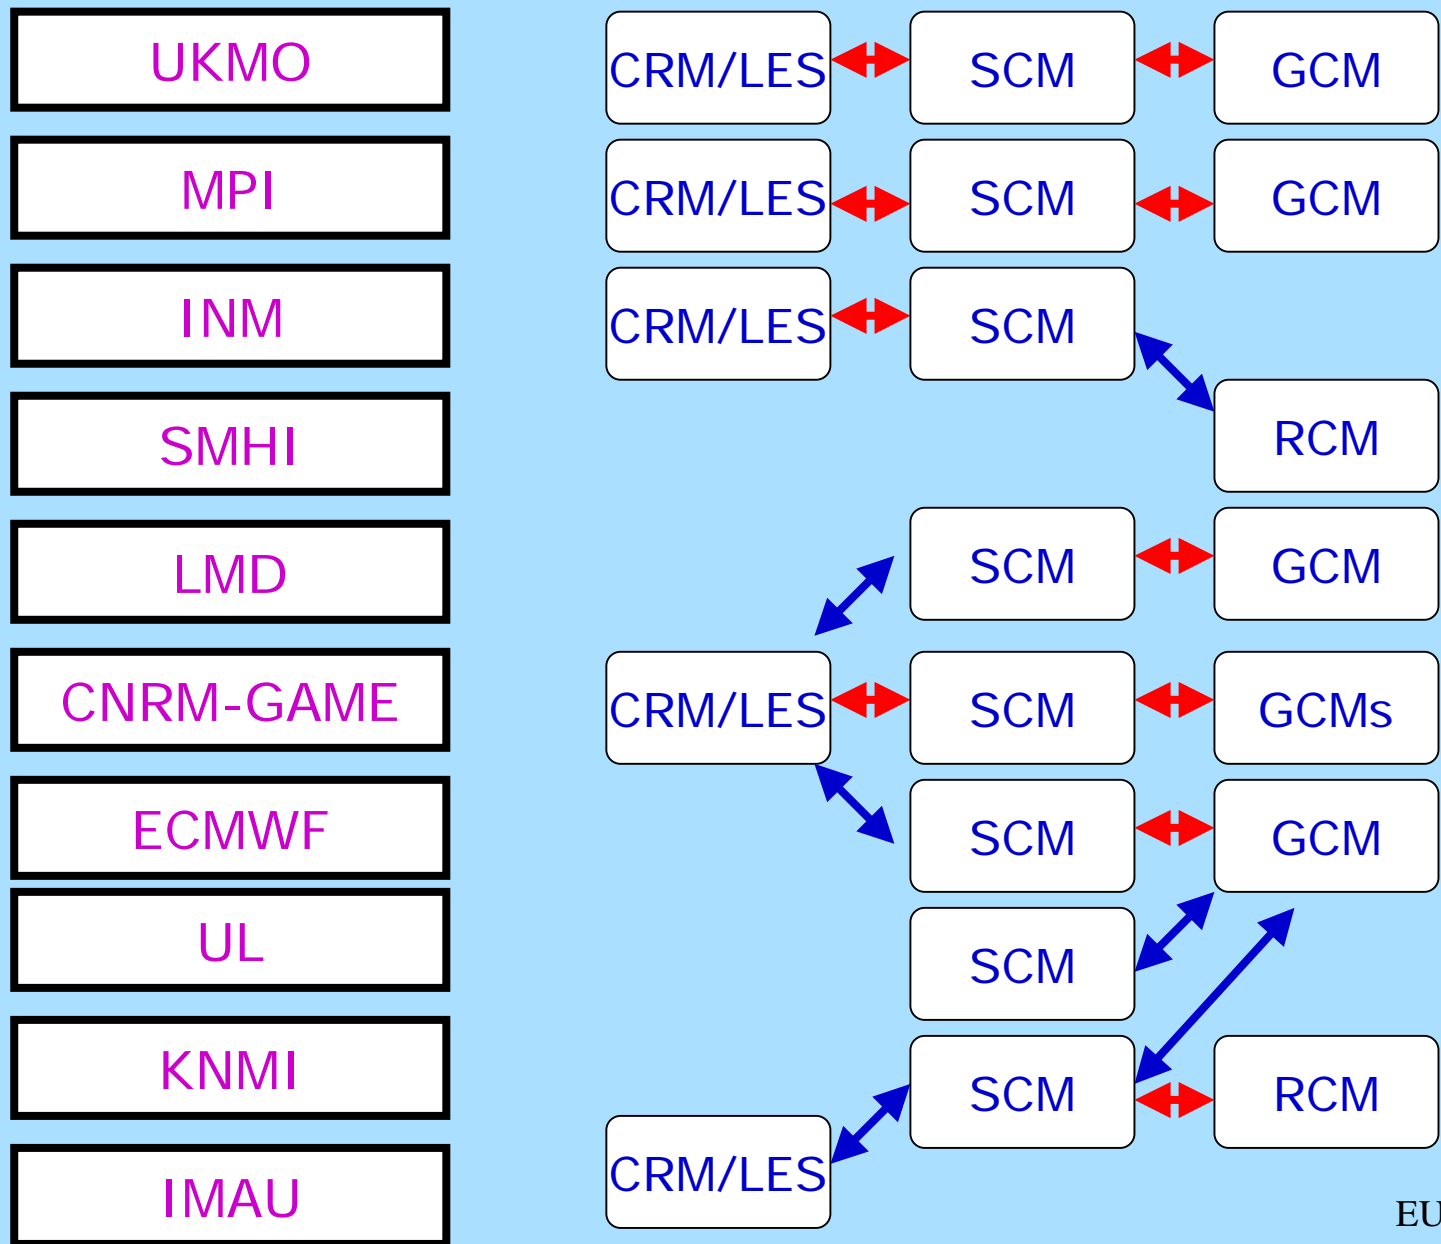 UKMO CRM/LES SCM GCM
MPI CRM/LES SCM GCM
INM CRM/LES SCM
SMHI RCM
LMD SCM GCM
CNRM-GAME CRM/LES SCM GCMs
ECMWF SCM GCM
UL SCM
KNMI SCM RCM
IMAU CRM/LES
EU